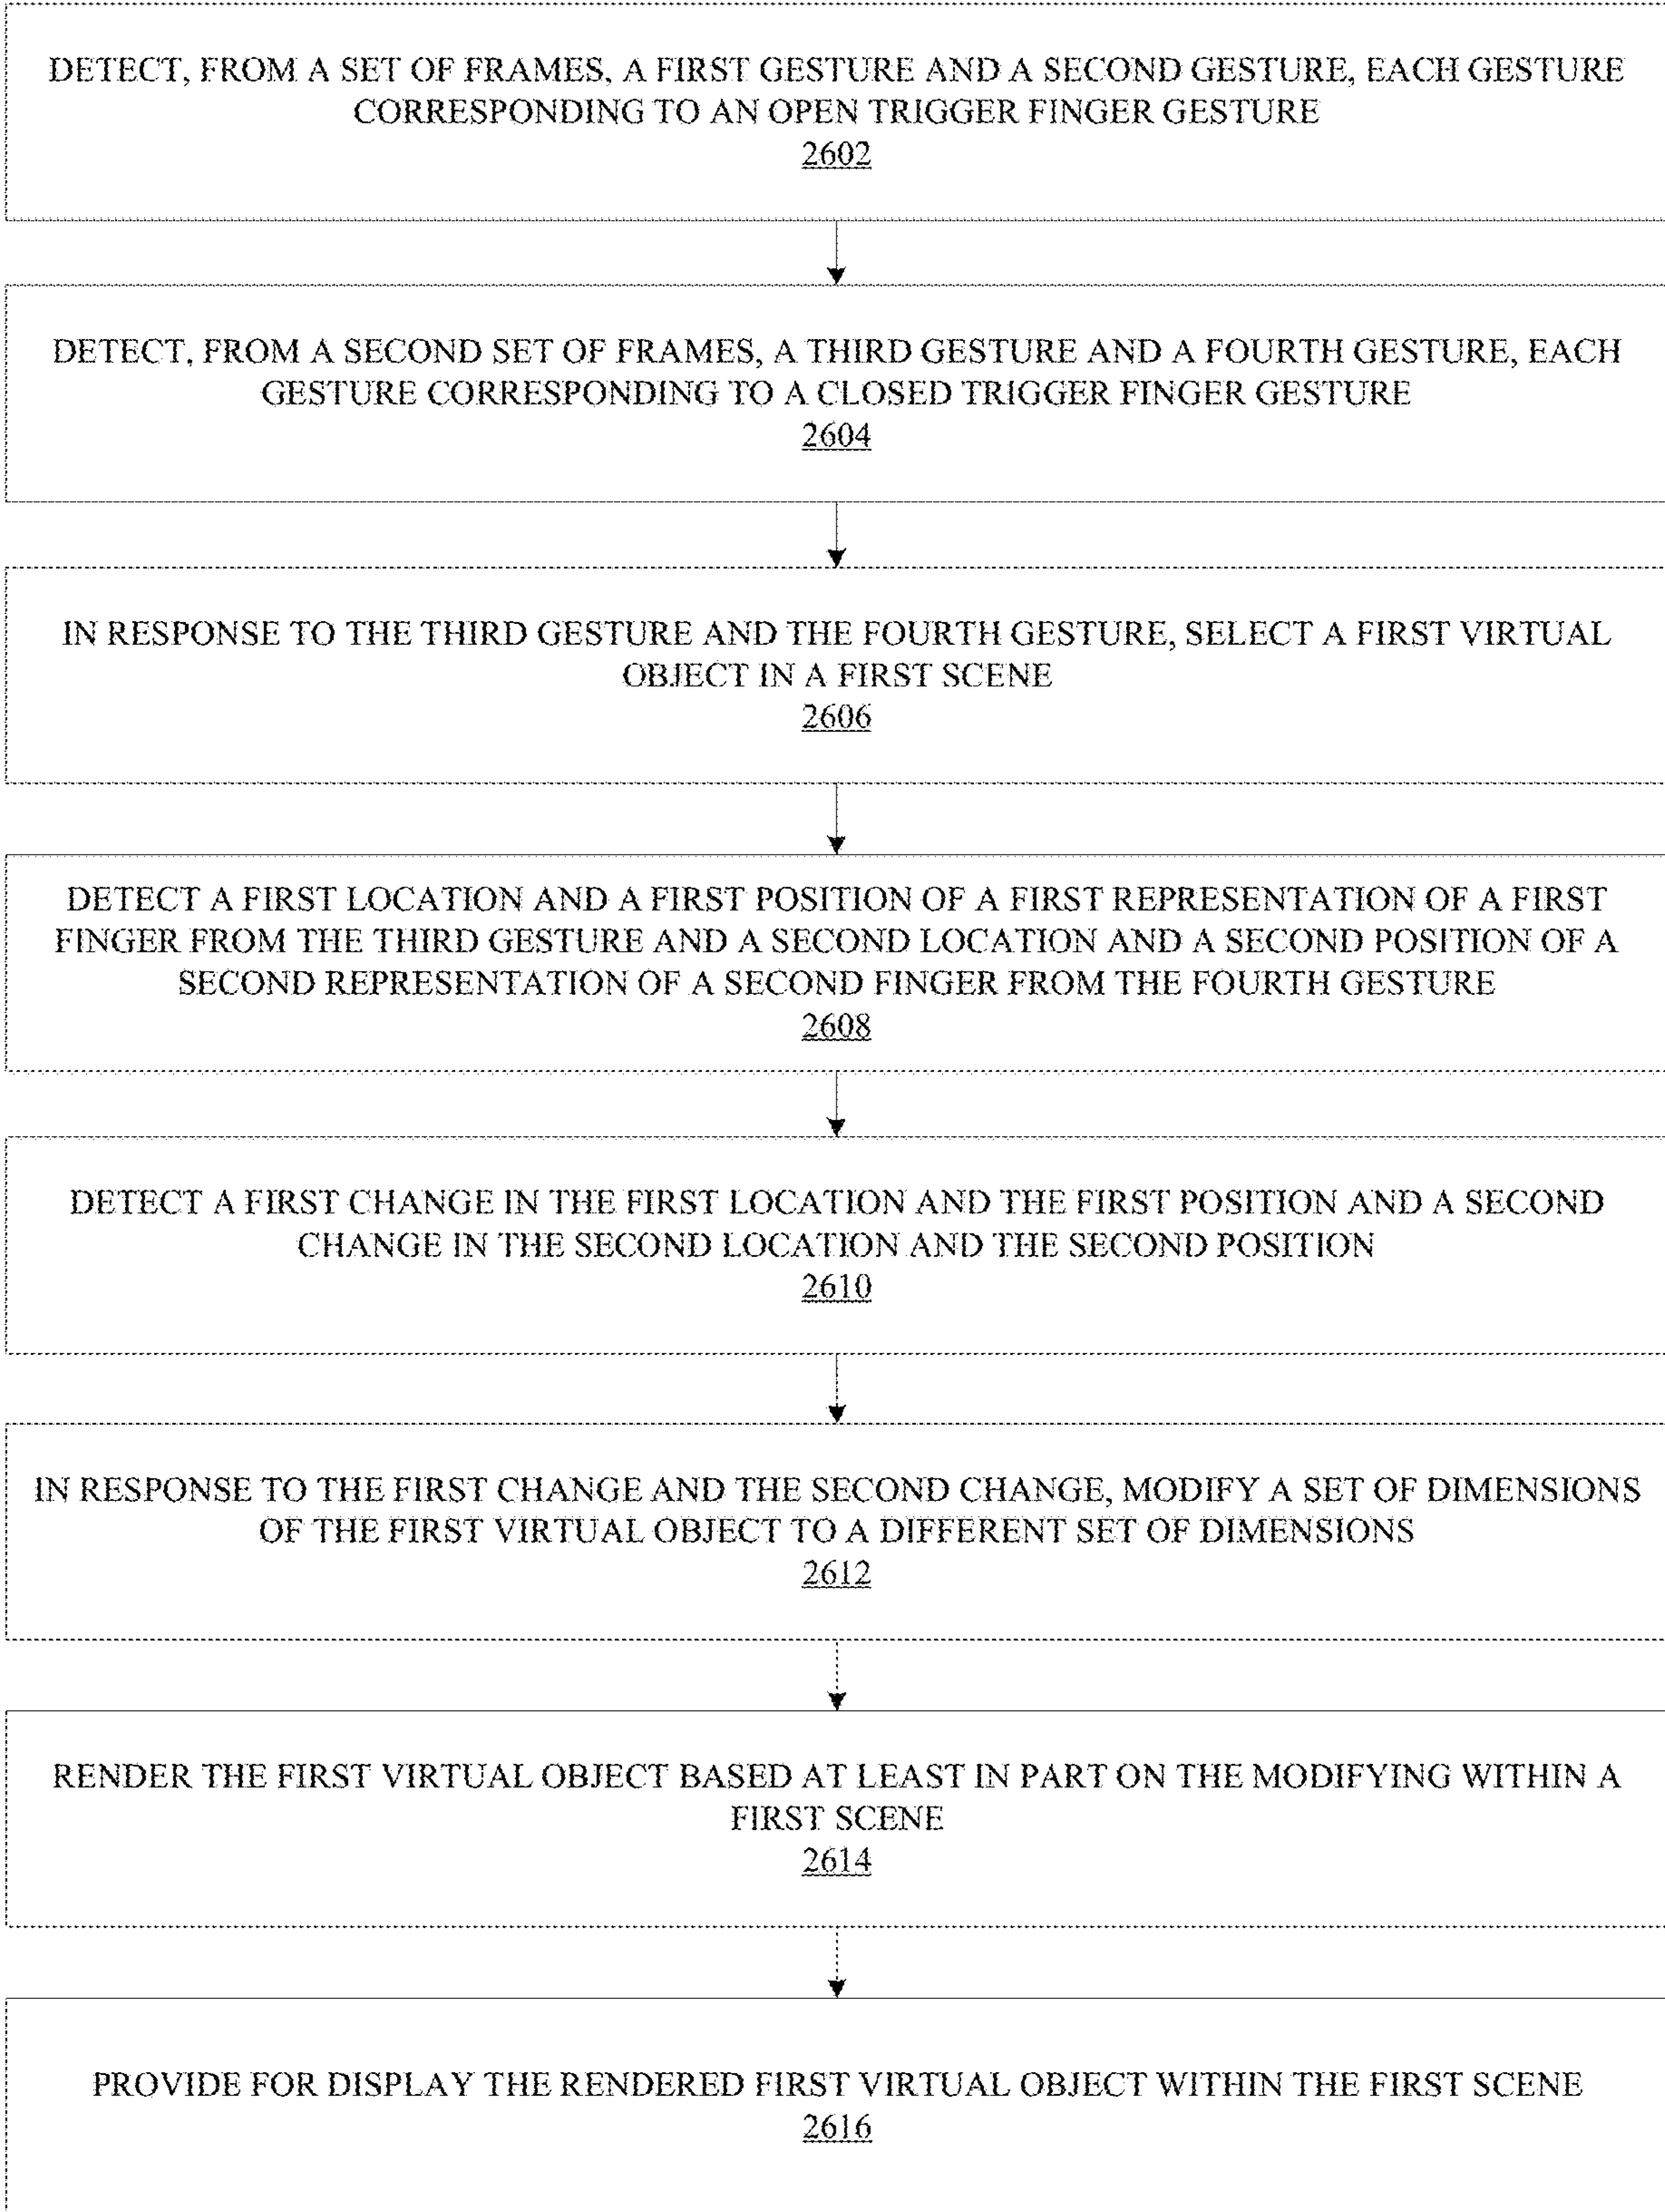 DETECT, FROM A SET OF FRAMES, A FIRST GESTURE AND A SECOND GESTURE, EACH GESTURE
CORRESPONDING TO AN OPEN TRIGGER FINGER GESTURE
2602
DETECT, FROM A SECOND SET OF FRAMES, A THIRD GESTURE AND A FOURTH GESTURE, EACH
GESTURE CORRESPONDING TO A CLOSED TRIGGER FINGER GESTURE
2604
IN RESPONSE TO THE THIRD GESTURE AND THE FOURTH GESTURE, SELECT A FIRST VIRTUAL
OBJECT IN A FIRST SCENE
2606
DETECT A FIRST LOCATION AND A FIRST POSITION OF A FIRST REPRESENTATION OF A FIRST
FINGER FROM THE THIRD GESTURE AND A SECOND LOCATION AND A SECOND POSITION OF A
SECOND REPRESENTATION OF A SECOND FINGER FROM THE FOURTH GESTURE
2608
DETECT A FIRST CHANGE IN THE FIRST LOCATION AND THE FIRST POSITION AND A SECOND
CHANGE IN THE SECOND LOCATION AND THE SECOND POSITION
2610
IN RESPONSE TO THE FIRST CHANGE AND THE SECOND CHANGE, MODIFY A SET OF DIMENSIONS
OF THE FIRST VIRTUAL OBJECT TO A DIFFERENT SET OF DIMENSIONS
2612
RENDER THE FIRST VIRTUAL OBJECT BASED AT LEAST IN PART ON THE MODIFYING WITHIN A
FIRST SCENE
2614
PROVIDE FOR DISPLAY THE RENDERED FIRST VIRTUAL OBJECT WITHIN THE FIRST SCENE
2616